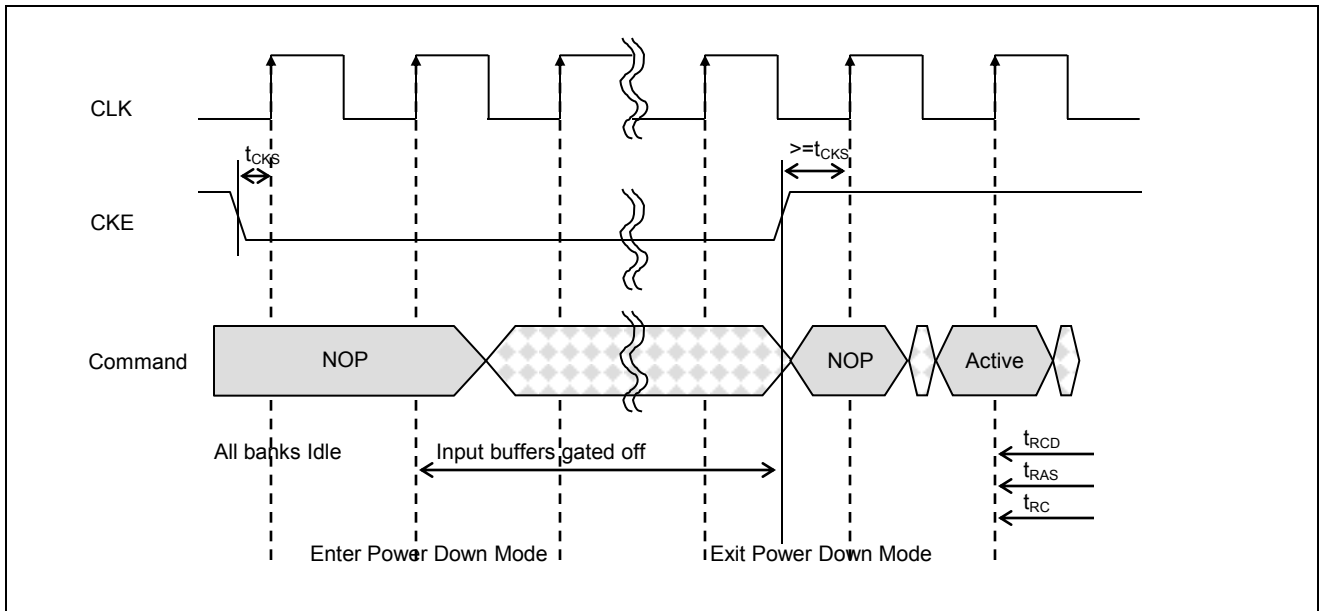 CLK
tCKS
>=tCKS
CKE
Command
NOP
NOP
Active
All banks Idle
Input buffers gated off
tRCD
tRAS
tRC
Enter Power Down Mode
Exit Power Down Mode